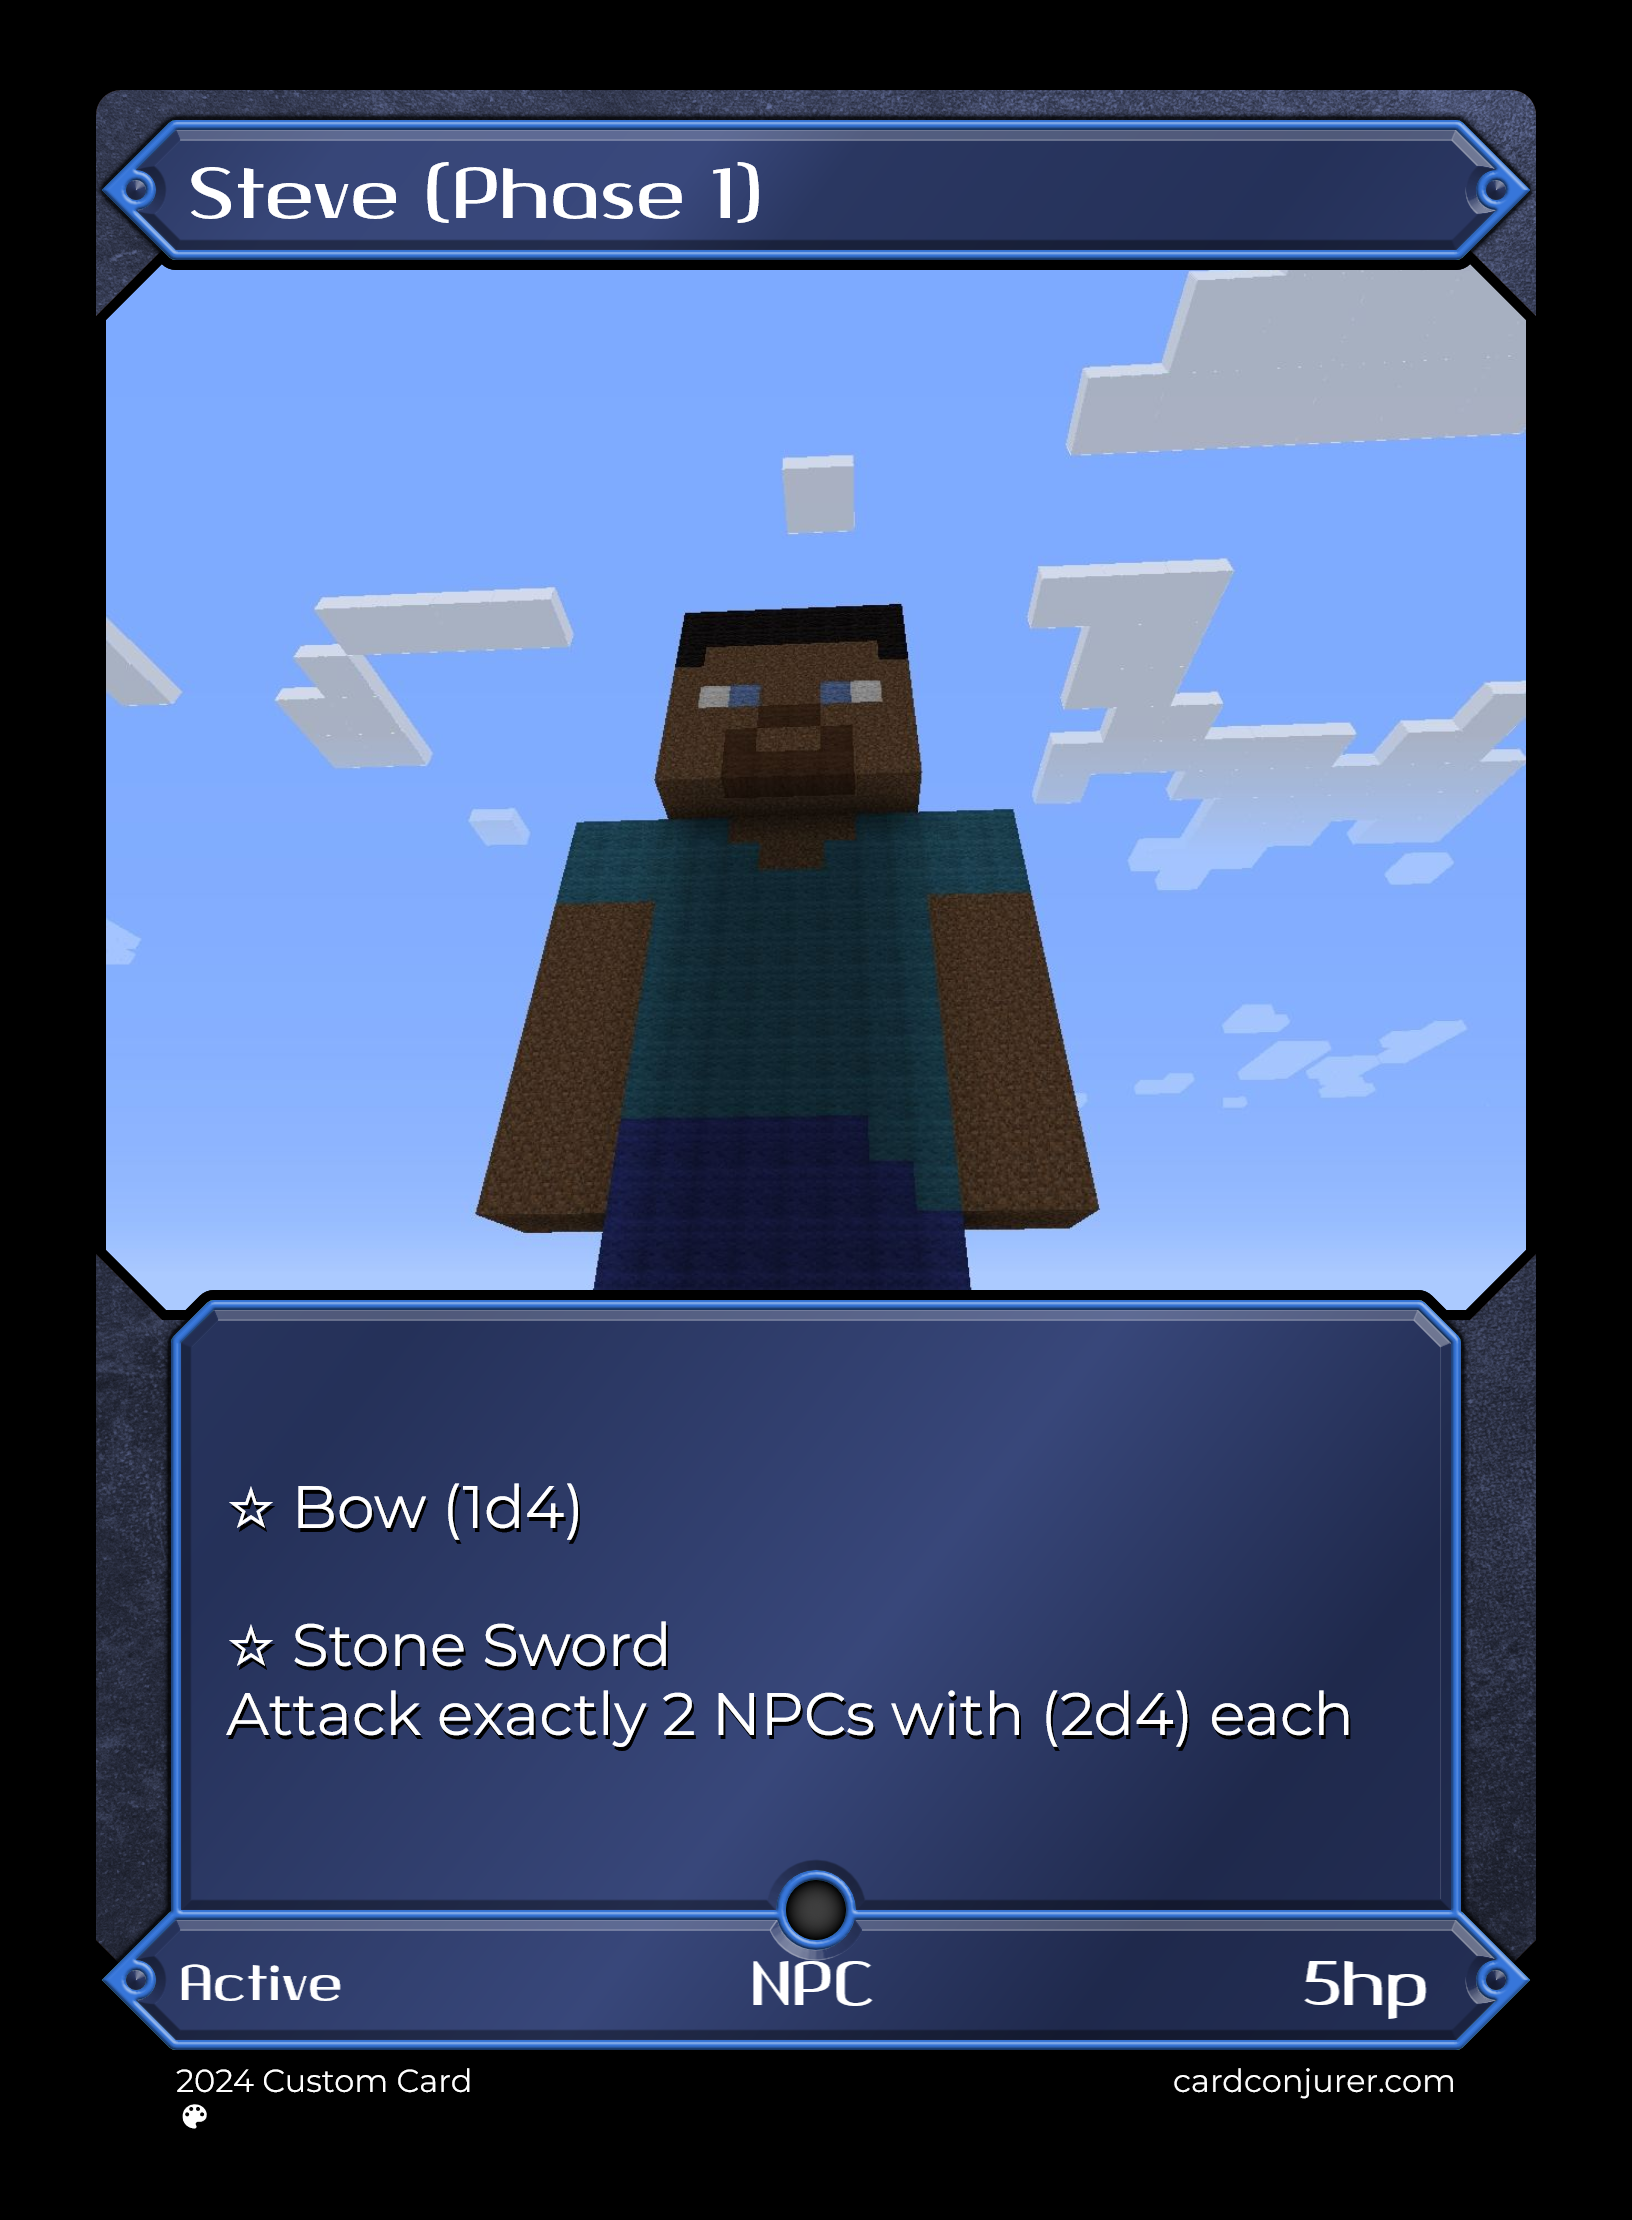 Steve (Phase 1)
☆ Bow (1d4)
☆ Stone Sword
Attack exactly 2 NPCs with (2d4) each
Active
NPC
5hp
2024 Custom Card
cardconjurer.com